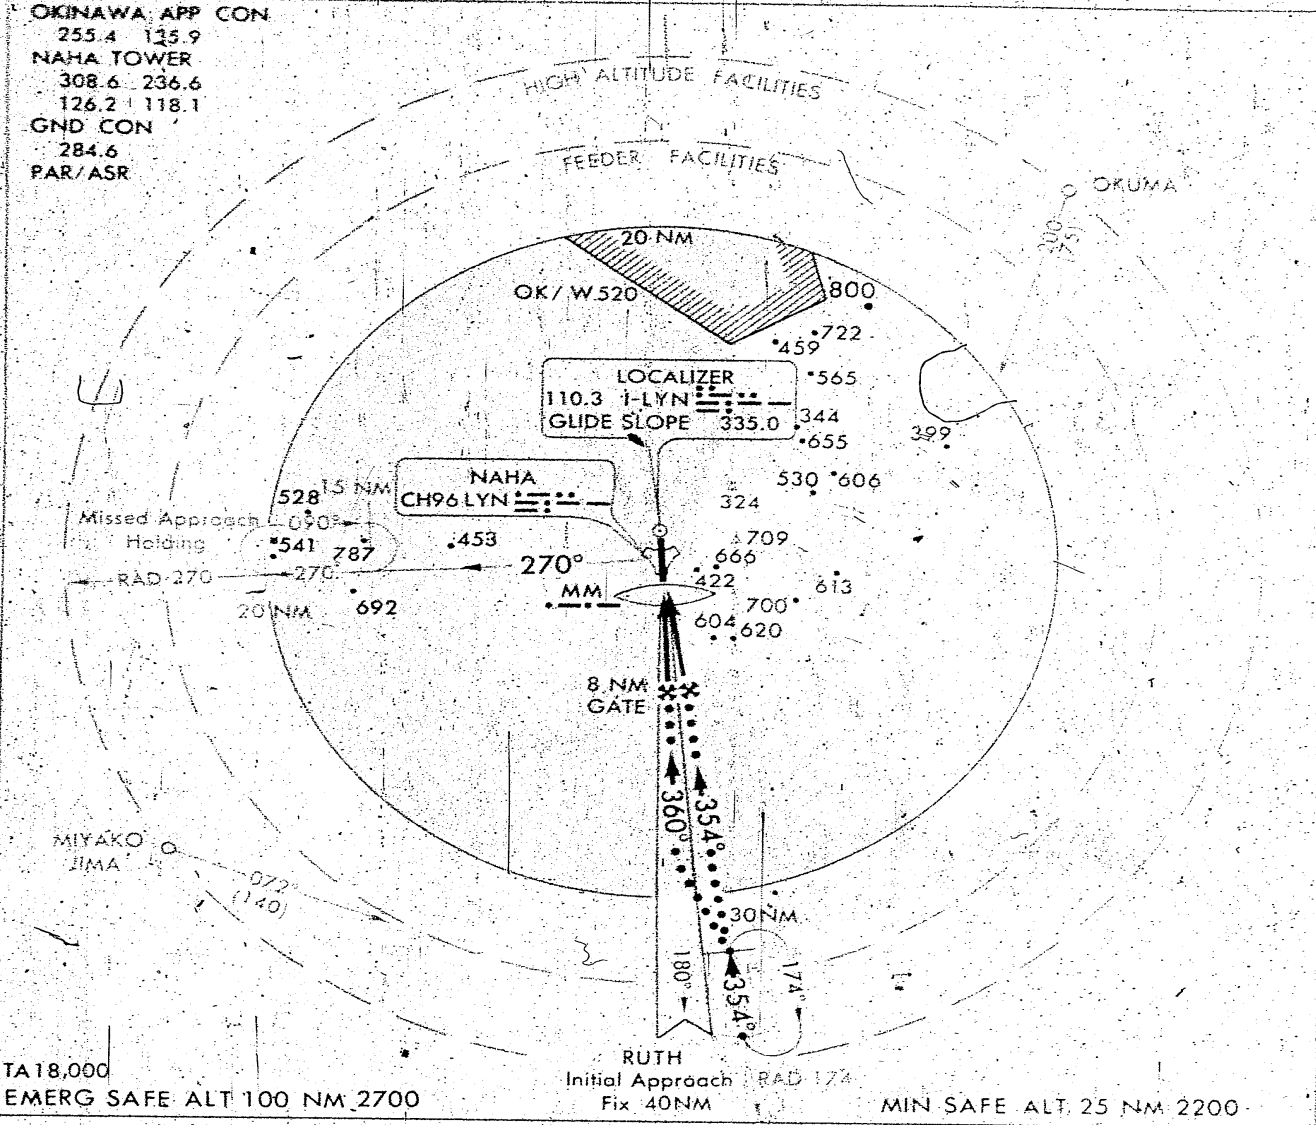 OKINAWA APP CON
255.4 125.9
NAHA TOWER
308.6 236.6
126.2 118.1
GND CON
284.6
PAR/ASR
HIGH ALTITUDE FACILITIES
FEEDER FACILITIES
OKUMA
20 NM
OK/W.520
800
722
459
565
LOCALIZER
110.3 I-LYN
GLIDE SLOPE 335.0
344
655
399
NAHA
CH96 LYN
530
606
324
528
15 NM
Missed Approach
Holding
090°
541
787
453
709
666
RAD 270
270°
270°
422
613
MM
20 NM
692
700
604
620
8 NM
GATE
360°
354°
MIYAKO
JIMA
072°
(140)
30 NM
180°
354°
174°
RUTH
Initial Approach RAD 174
Fix 40NM
TA 18,000
EMERG SAFE ALT 100 NM 2700
MIN SAFE ALT 25 NM 2200